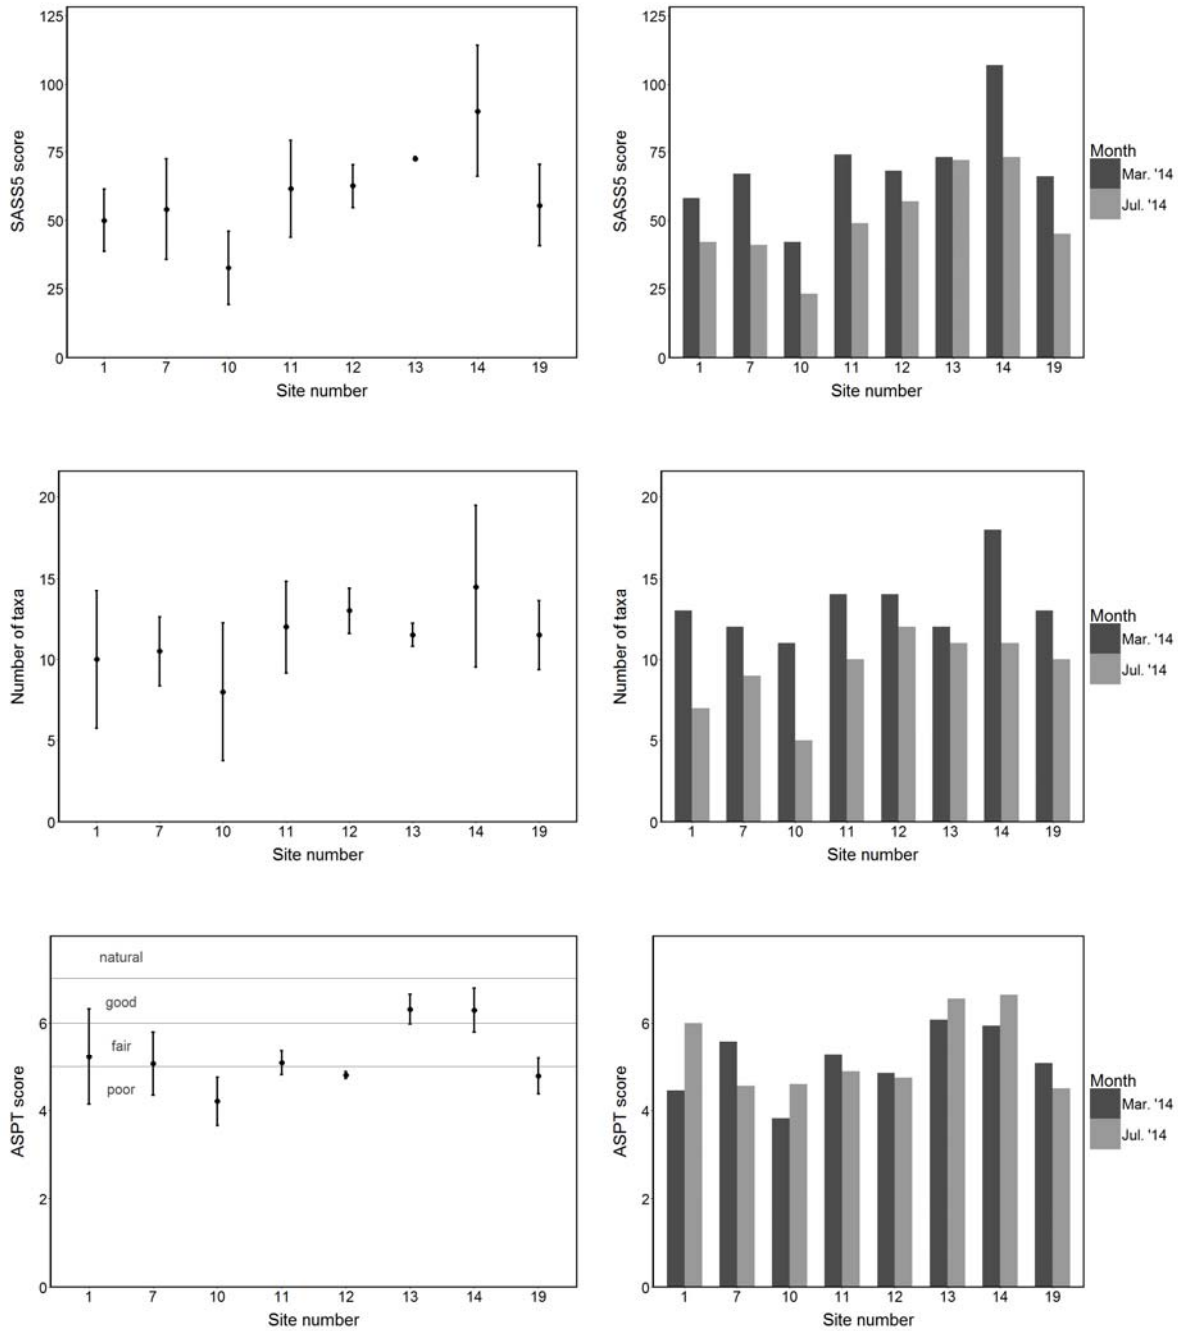 125
100
75
50
25
0
SASS5 score
1 7 10 11 12 13 14 19
Site number
125
100
75
50
25
0
SASS5 score
1 7 10 11 12 13 14 19
Site number
Month
Mar. '14
Jul. '14
20
15
10
5
0
Number of taxa
1 7 10 11 12 13 14 19
Site number
20
15
10
5
0
Number of taxa
1 7 10 11 12 13 14 19
Site number
Month
Mar. '14
Jul. '14
natural
good
fair
poor
6
4
2
0
ASPT score
1 7 10 11 12 13 14 19
Site number
6
4
2
0
ASPT score
1 7 10 11 12 13 14 19
Site number
Month
Mar. '14
Jul. '14